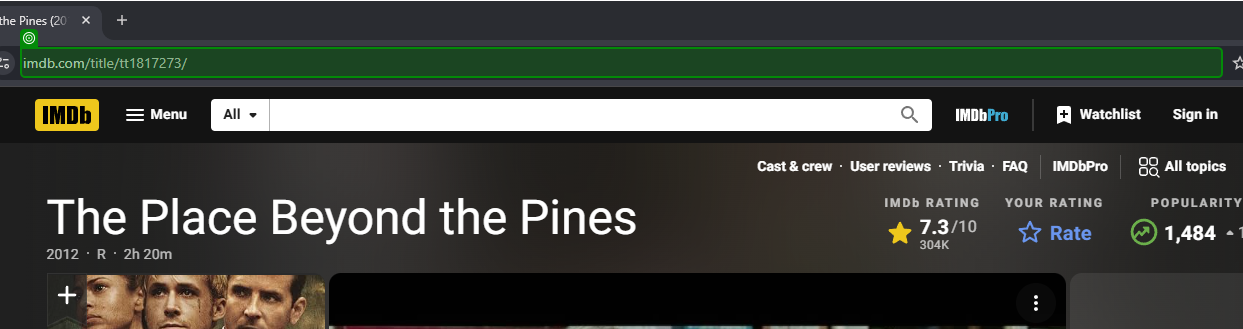 the Pines (20
imdb.com/title/tt1817273/
IMDb Menu All IMDbPro Watchlist Sign in
Cast & crew · User reviews · Trivia · FAQ IMDbPro All topics
The Place Beyond the Pines
2012 · R · 2h 20m
IMDb RATING YOUR RATING POPULARITY
7.3/10 Rate 1,484
304K